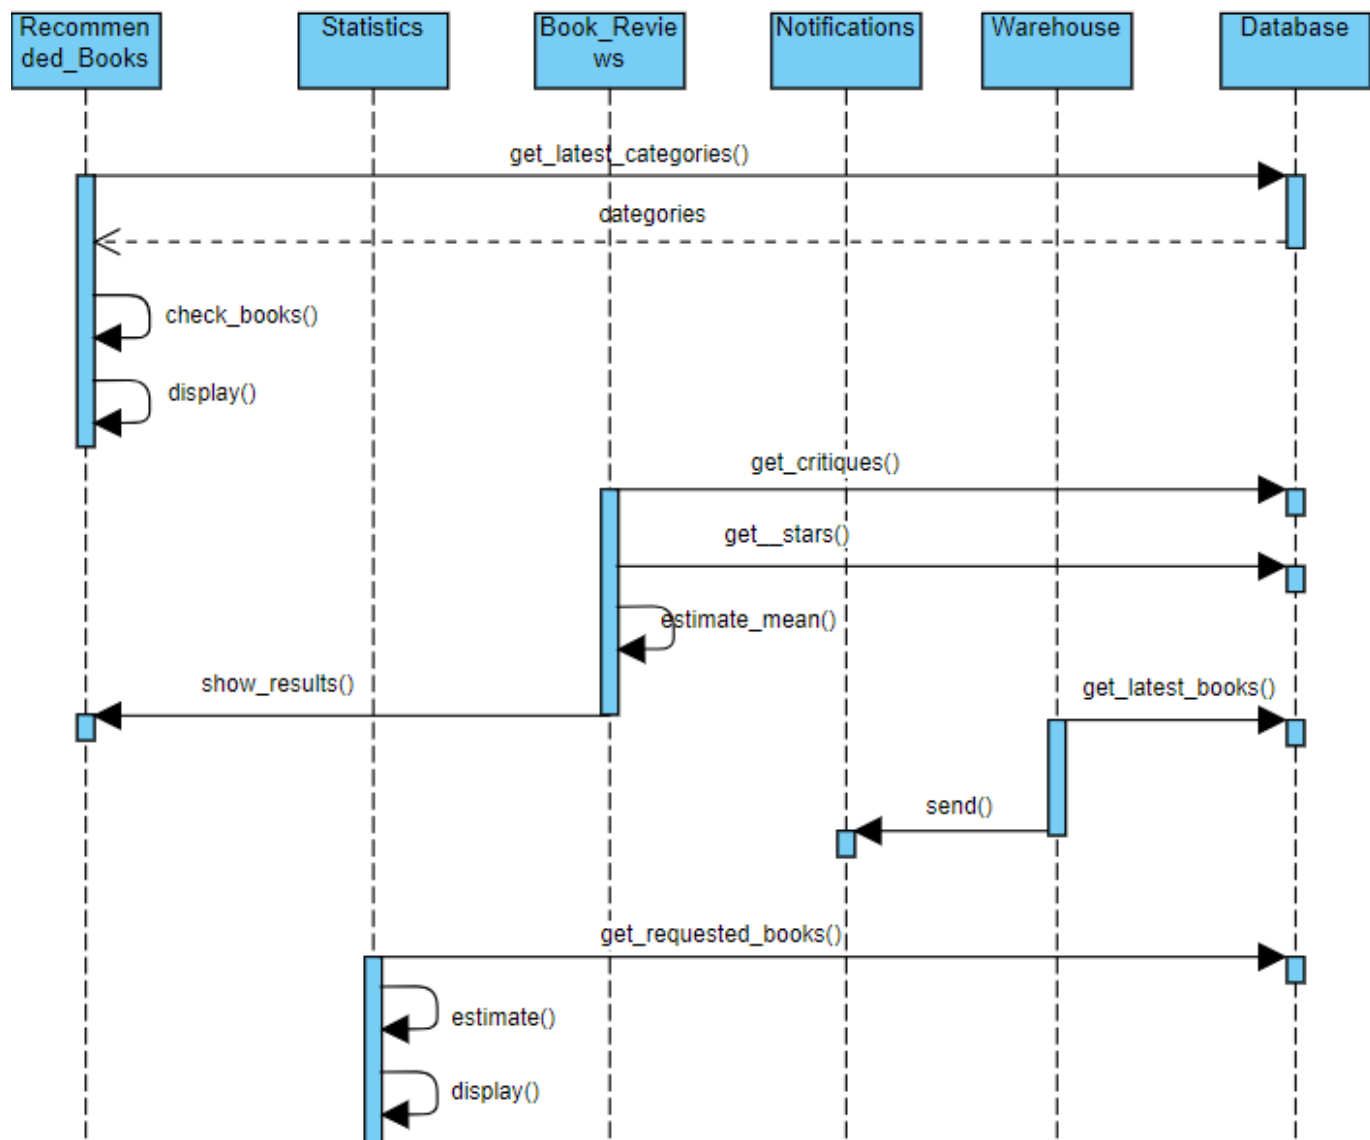 Recommen
ded_Books
Statistics
Book_Revie
ws
Notifications
Warehouse
Database
get_latest_categories()
categories
check_books()
display()
get_critiques()
get__stars()
estimate_mean()
show_results()
get_latest_books()
send()
get_requested_books()
estimate()
display()